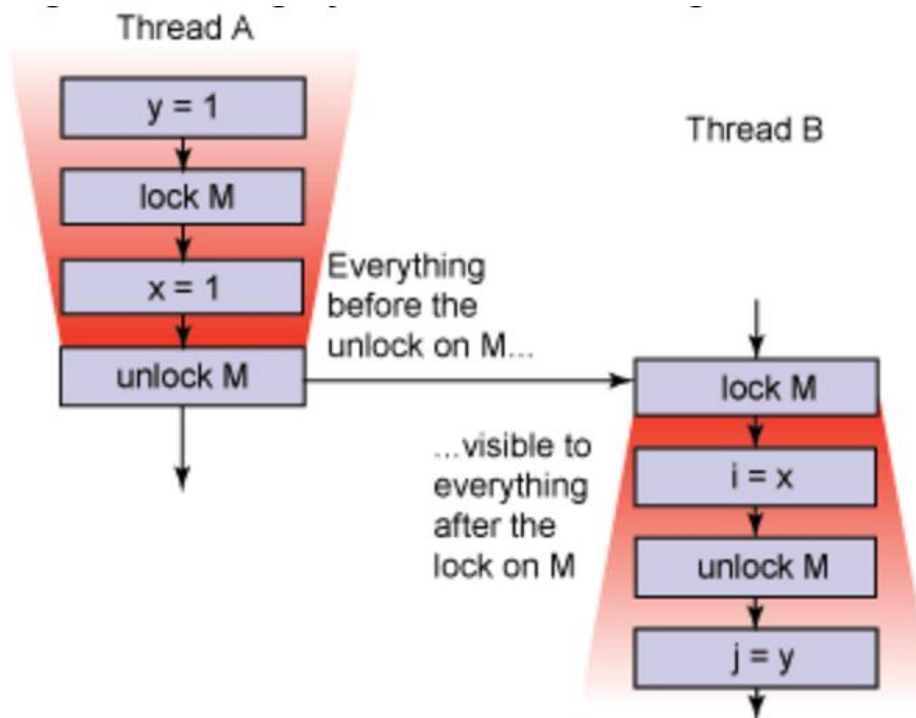 Thread A
y = 1
lock M
x = 1
unlock M
Everything
before the
unlock on M...
Thread B
lock M
...visible to
everything
after the
lock on M
i = x
unlock M
j = y